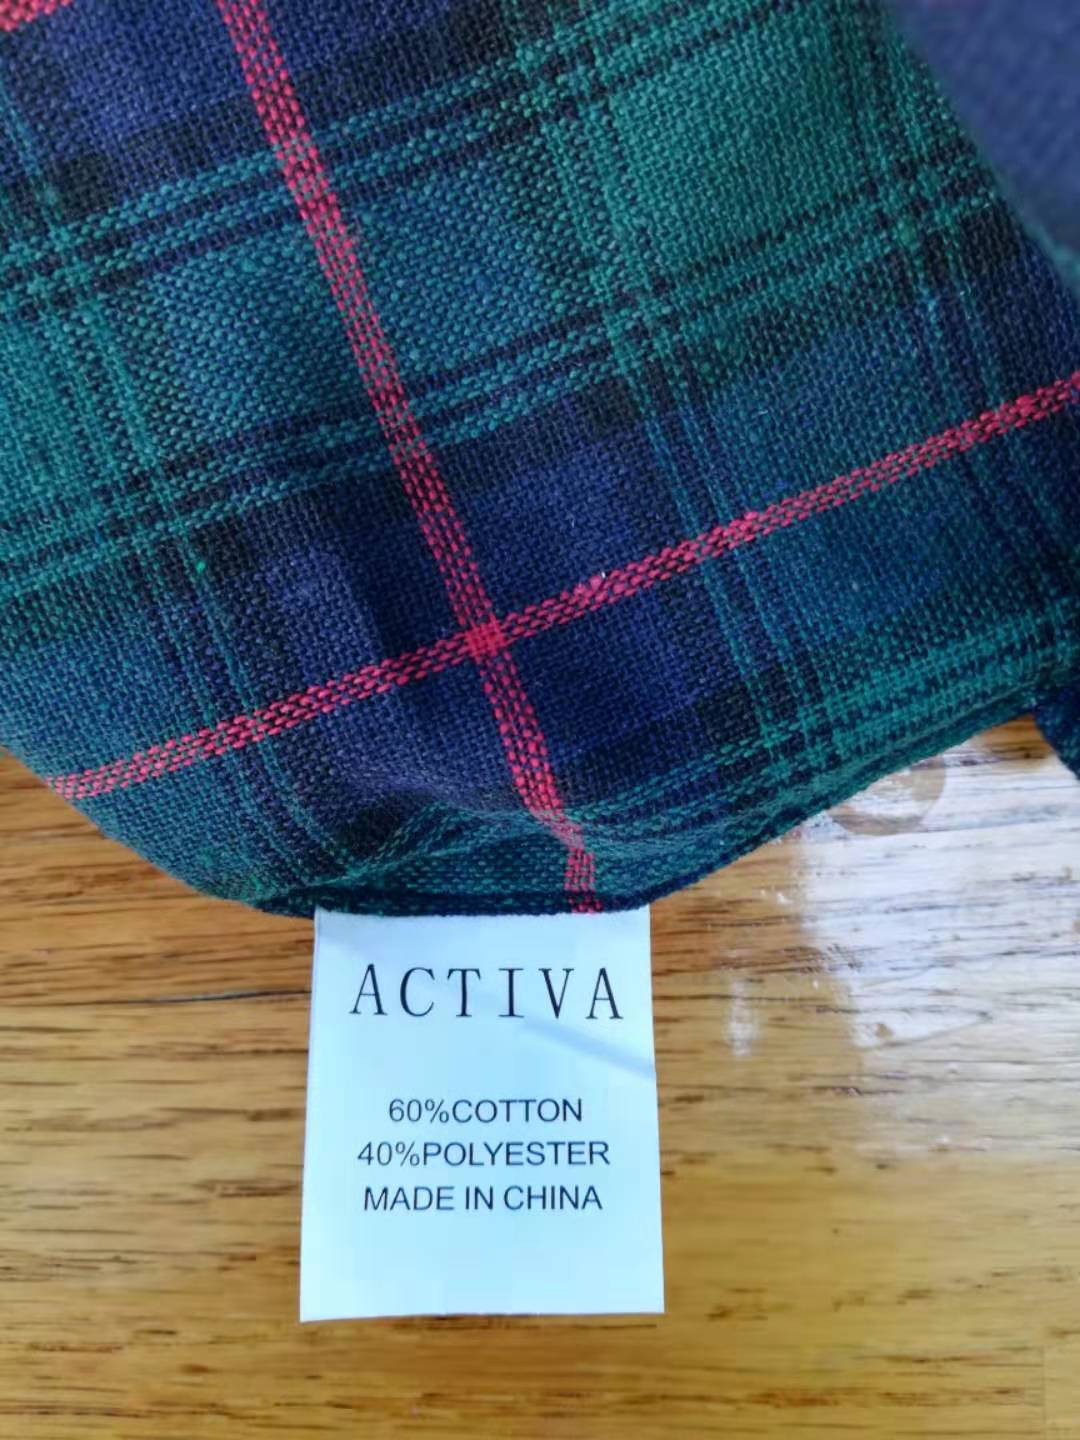 ACTIVA
60%COTTON
40%POLYESTER
MADE IN CHINA